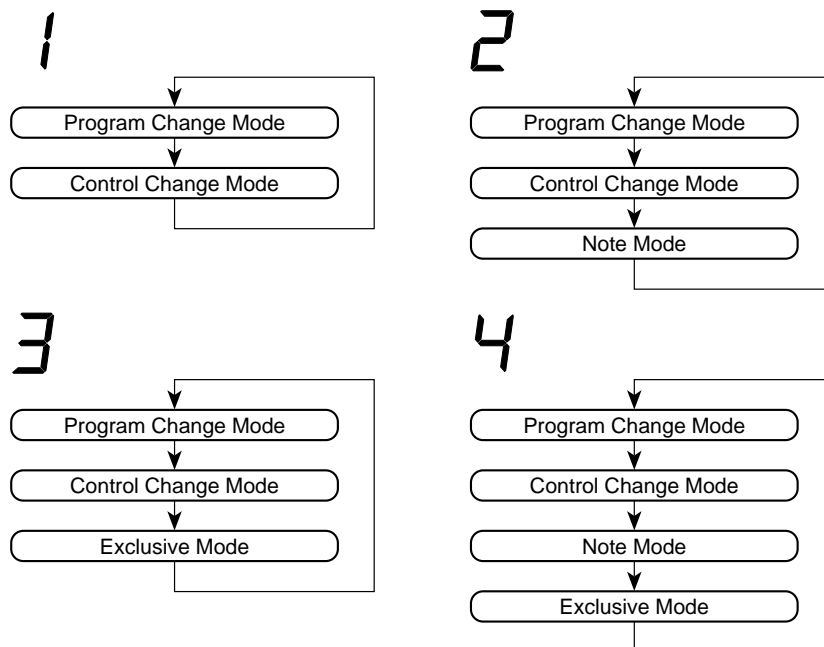 1
Program Change Mode
Control Change Mode
2
Program Change Mode
Control Change Mode
Note Mode
3
Program Change Mode
Control Change Mode
Exclusive Mode
4
Program Change Mode
Control Change Mode
Note Mode
Exclusive Mode